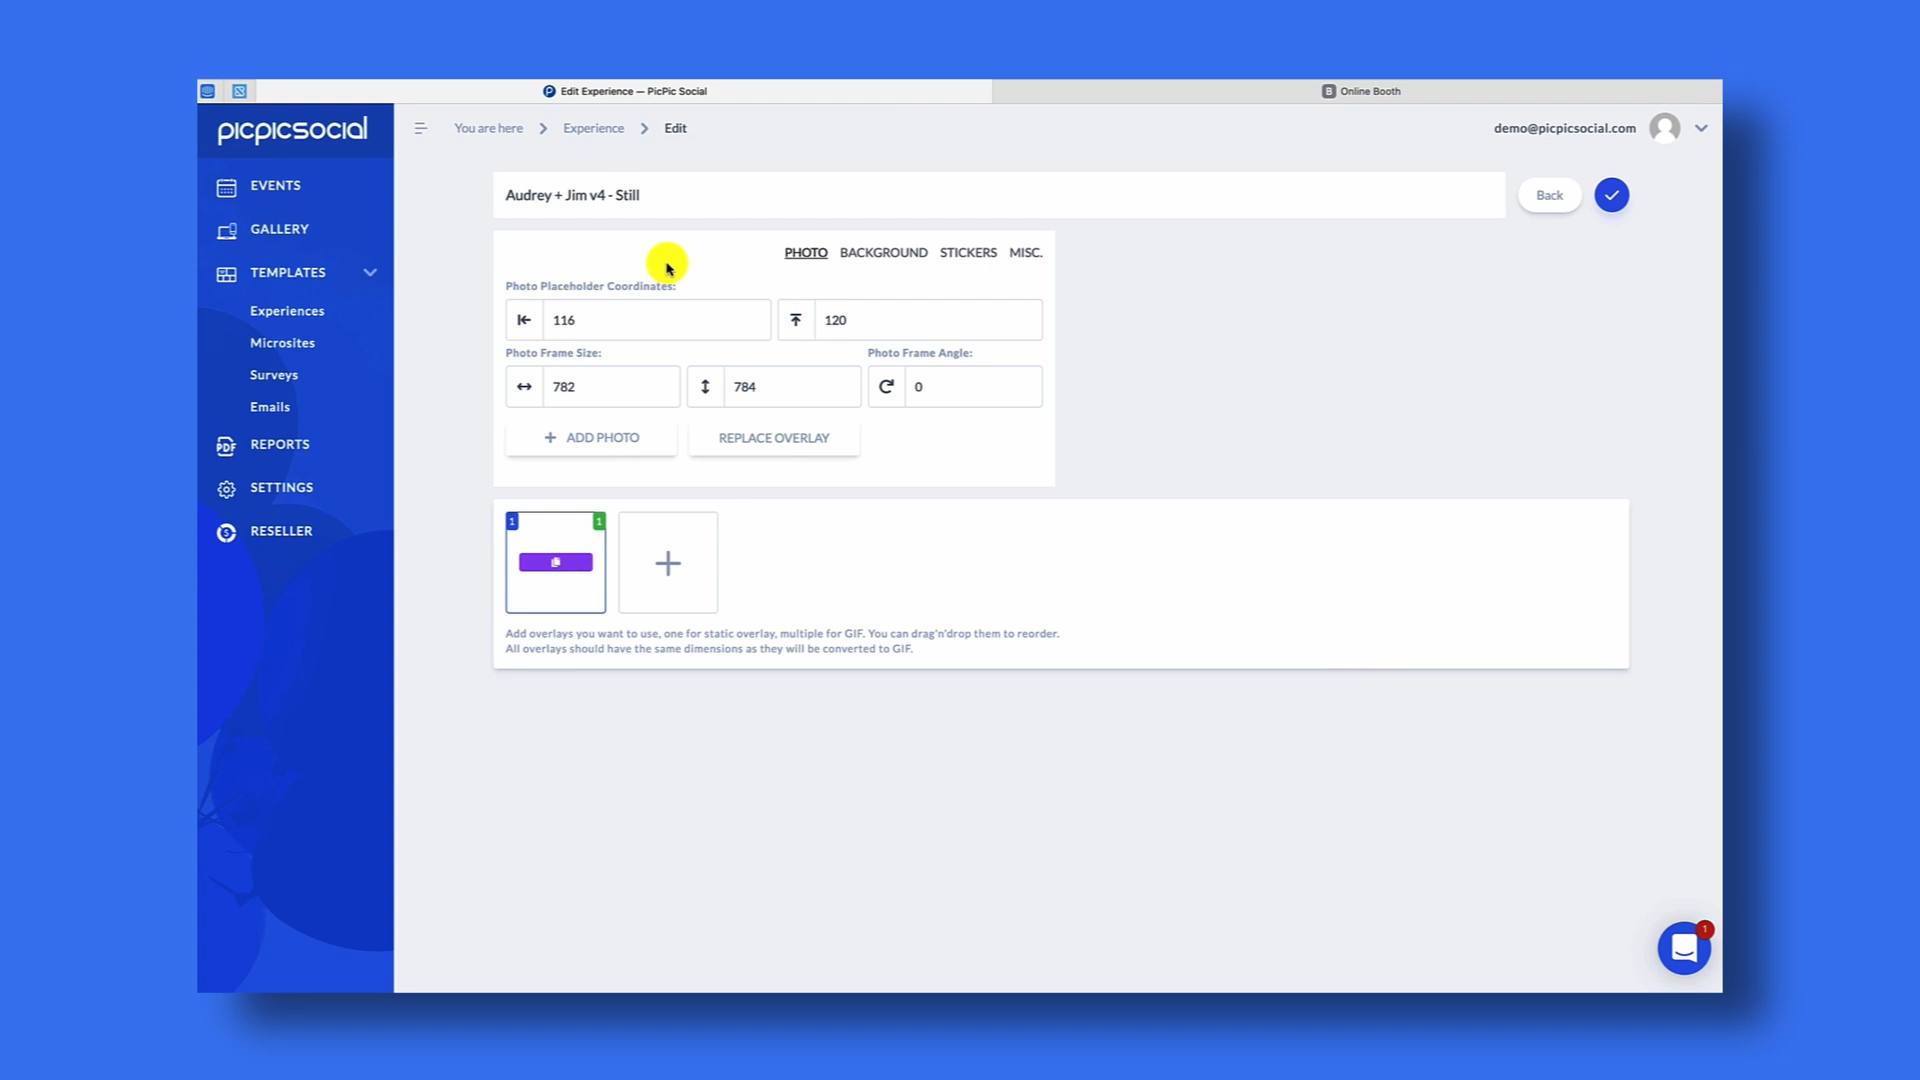 Edit Experience — PicPic Social
B Online Booth
picpicsocial
You are here > Experience > Edit
demo@picpicsocial.com
EVENTS
GALLERY
TEMPLATES
Experiences
Microsites
Surveys
Emails
PDF REPORTS
SETTINGS
RESELLER
Audrey + Jim v4 - Still
Back
PHOTO BACKGROUND STICKERS MISC.
Photo Placeholder Coordinates:
116
120
Photo Frame Size:
Photo Frame Angle:
782
784
0
+ ADD PHOTO
REPLACE OVERLAY
1
1
+
Add overlays you want to use, one for static overlay, multiple for GIF. You can drag'n'drop them to reorder.
All overlays should have the same dimensions as they will be converted to GIF.
1